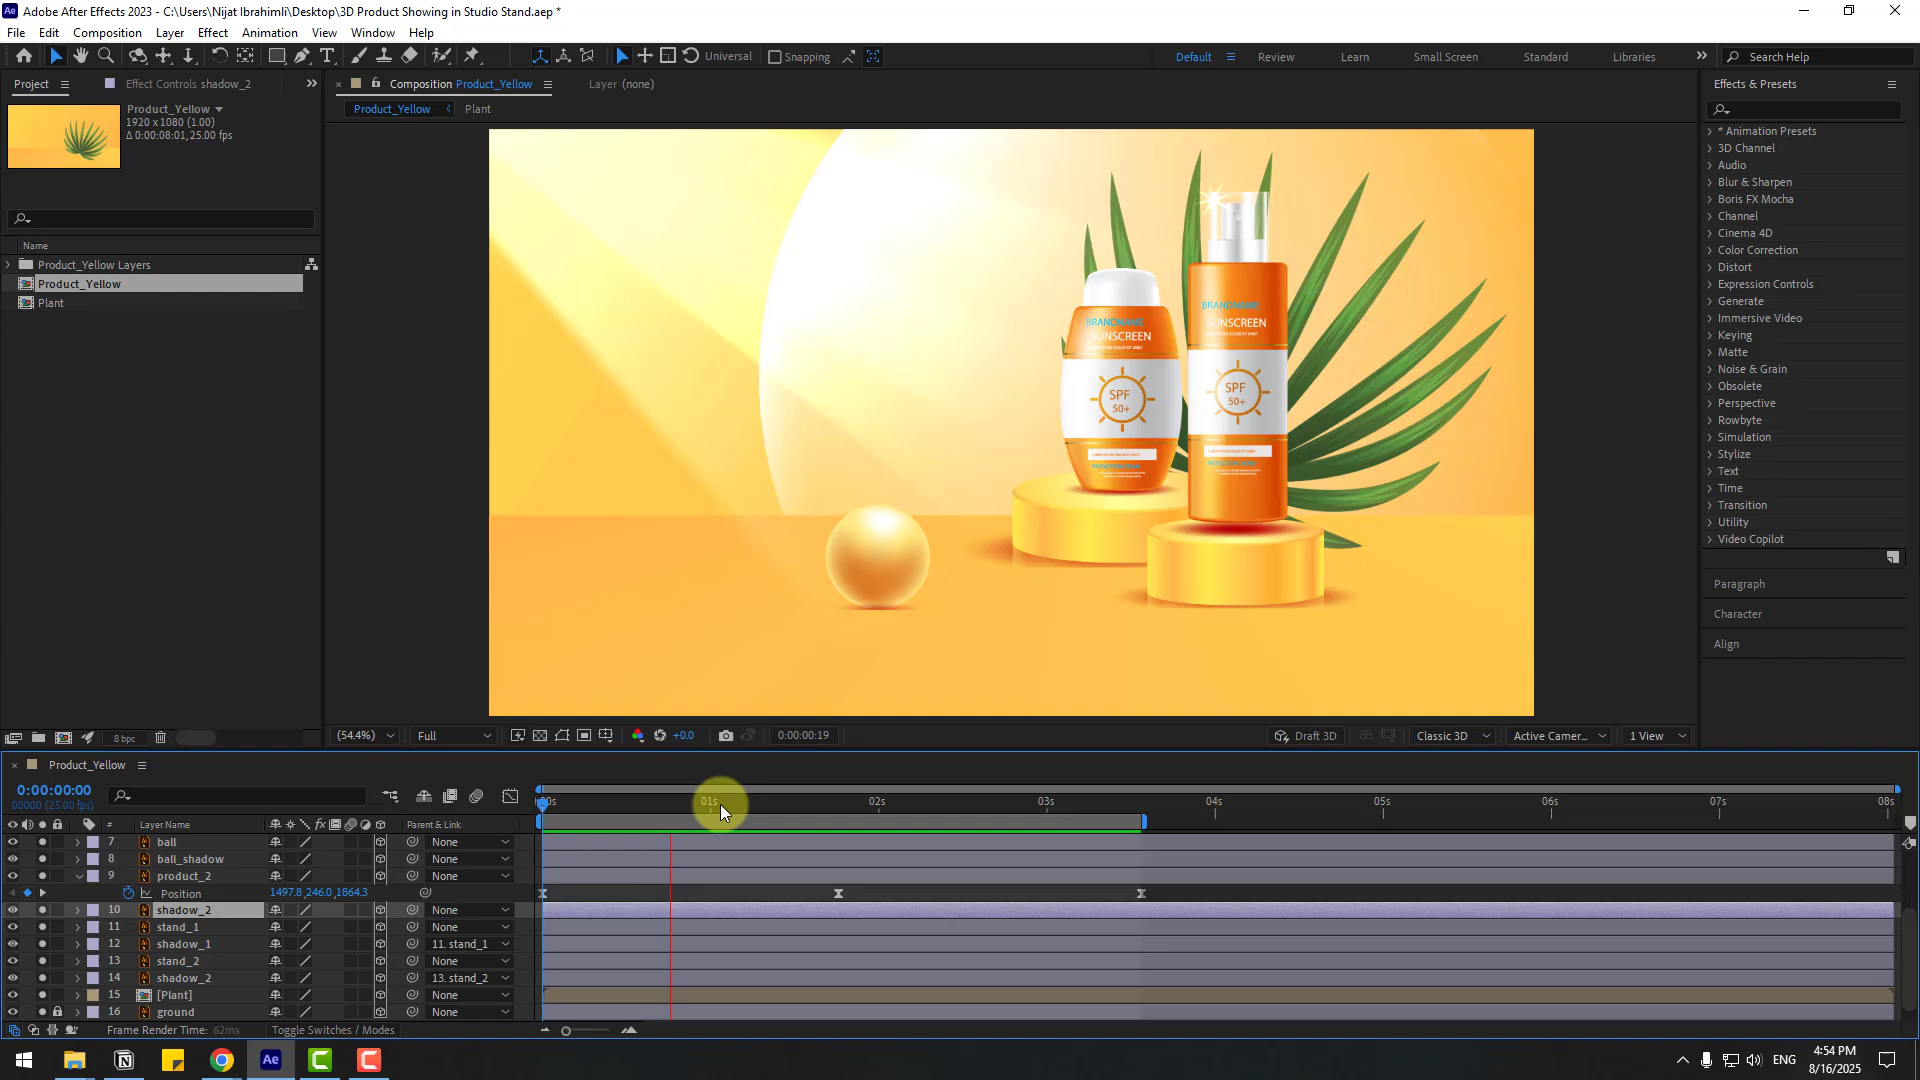 Adobe After Effects 2023 - C:\Users\Nijat Ibrahimli\Desktop\3D Product Showing in Studio Stand.aep *
File Edit Composition Layer Effect Animation View Window Help
Universal Snapping Default Review Learn Small Screen Standard Libraries Search Help
Project Effect Controls shadow_2 Composition Product_Yellow Layer (none) Effects & Presets
Product_Yellow
1920 x 1080 (1.00)
Δ 0:00:08:01, 25.00 fps
Product_Yellow Plant
Name
Product_Yellow Layers
Product_Yellow
Plant
8 bpc
BRANDNAME
SUNSCREEN
SPF
50+
BRANDNAME
SUNSCREEN
SPF
50+
* Animation Presets
3D Channel
Audio
Blur & Sharpen
Boris FX Mocha
Channel
Cinema 4D
Color Correction
Distort
Expression Controls
Generate
Immersive Video
Keying
Matte
Noise & Grain
Obsolete
Perspective
Rowbyte
Simulation
Stylize
Text
Time
Transition
Utility
Video Copilot
Paragraph
Character
Align
(54.4%) Full +0.0 0:00:00:19 Draft 3D Classic 3D Active Camer... 1 View
Product_Yellow
0:00:00:00
00000 (25.00 fps)
00s 01s 02s 03s 04s 05s 06s 07s 08s
# Layer Name Parent & Link
7 ball None
8 ball_shadow None
9 product_2 None
Position 1497.8,246.0,1864.3
10 shadow_2 None
11 stand_1 None
12 shadow_1 11. stand_1
13 stand_2 None
14 shadow_2 13. stand_2
15 [Plant] None
16 ground None
Frame Render Time: 62ms Toggle Switches / Modes
ENG
4:54 PM
8/16/2025